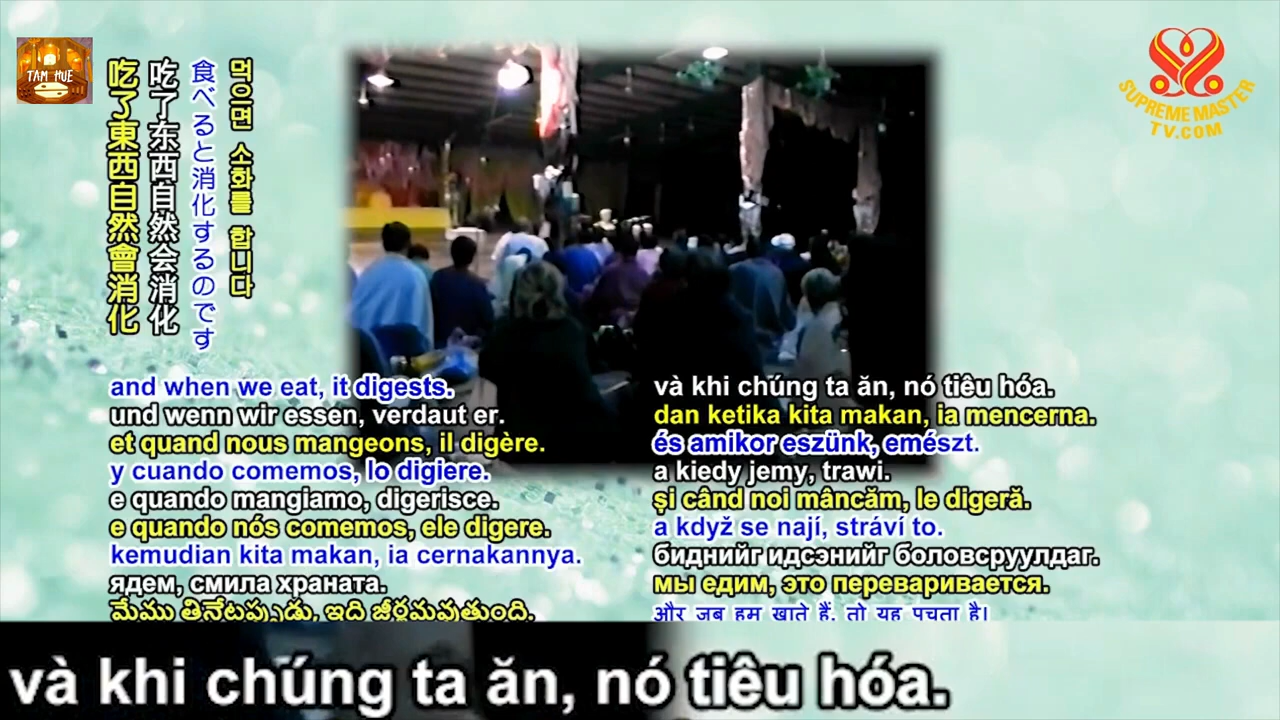 TAM HUE
SUPREME MASTER
TV.COM
먹으면 소화를 합니다
食べると消化するのです
吃了东西自然会消化
吃了東西自然會消化
and when we eat, it digests.
und wenn wir essen, verdaut er.
et quand nous mangeons, il digère.
y cuando comemos, lo digiere.
e quando mangiamo, digerisce.
e quando nós comemos, ele digere.
kemudian kita makan, ia cernakannya.
ядем, смила храната.
మేము తినేటప్పుడు, ఇది జీర్ణమవుతుంది.
và khi chúng ta ăn, nó tiêu hóa.
dan ketika kita makan, ia mencerna.
és amikor eszünk, emészt.
a kiedy jemy, trawi.
și când noi mâncăm, le digeră.
a když se nají, stráví to.
биднийг идсэнийг боловсруулдаг.
мы едим, это переваривается.
और जब हम खाते हैं, तो यह पचता है।
và khi chúng ta ăn, nó tiêu hóa.